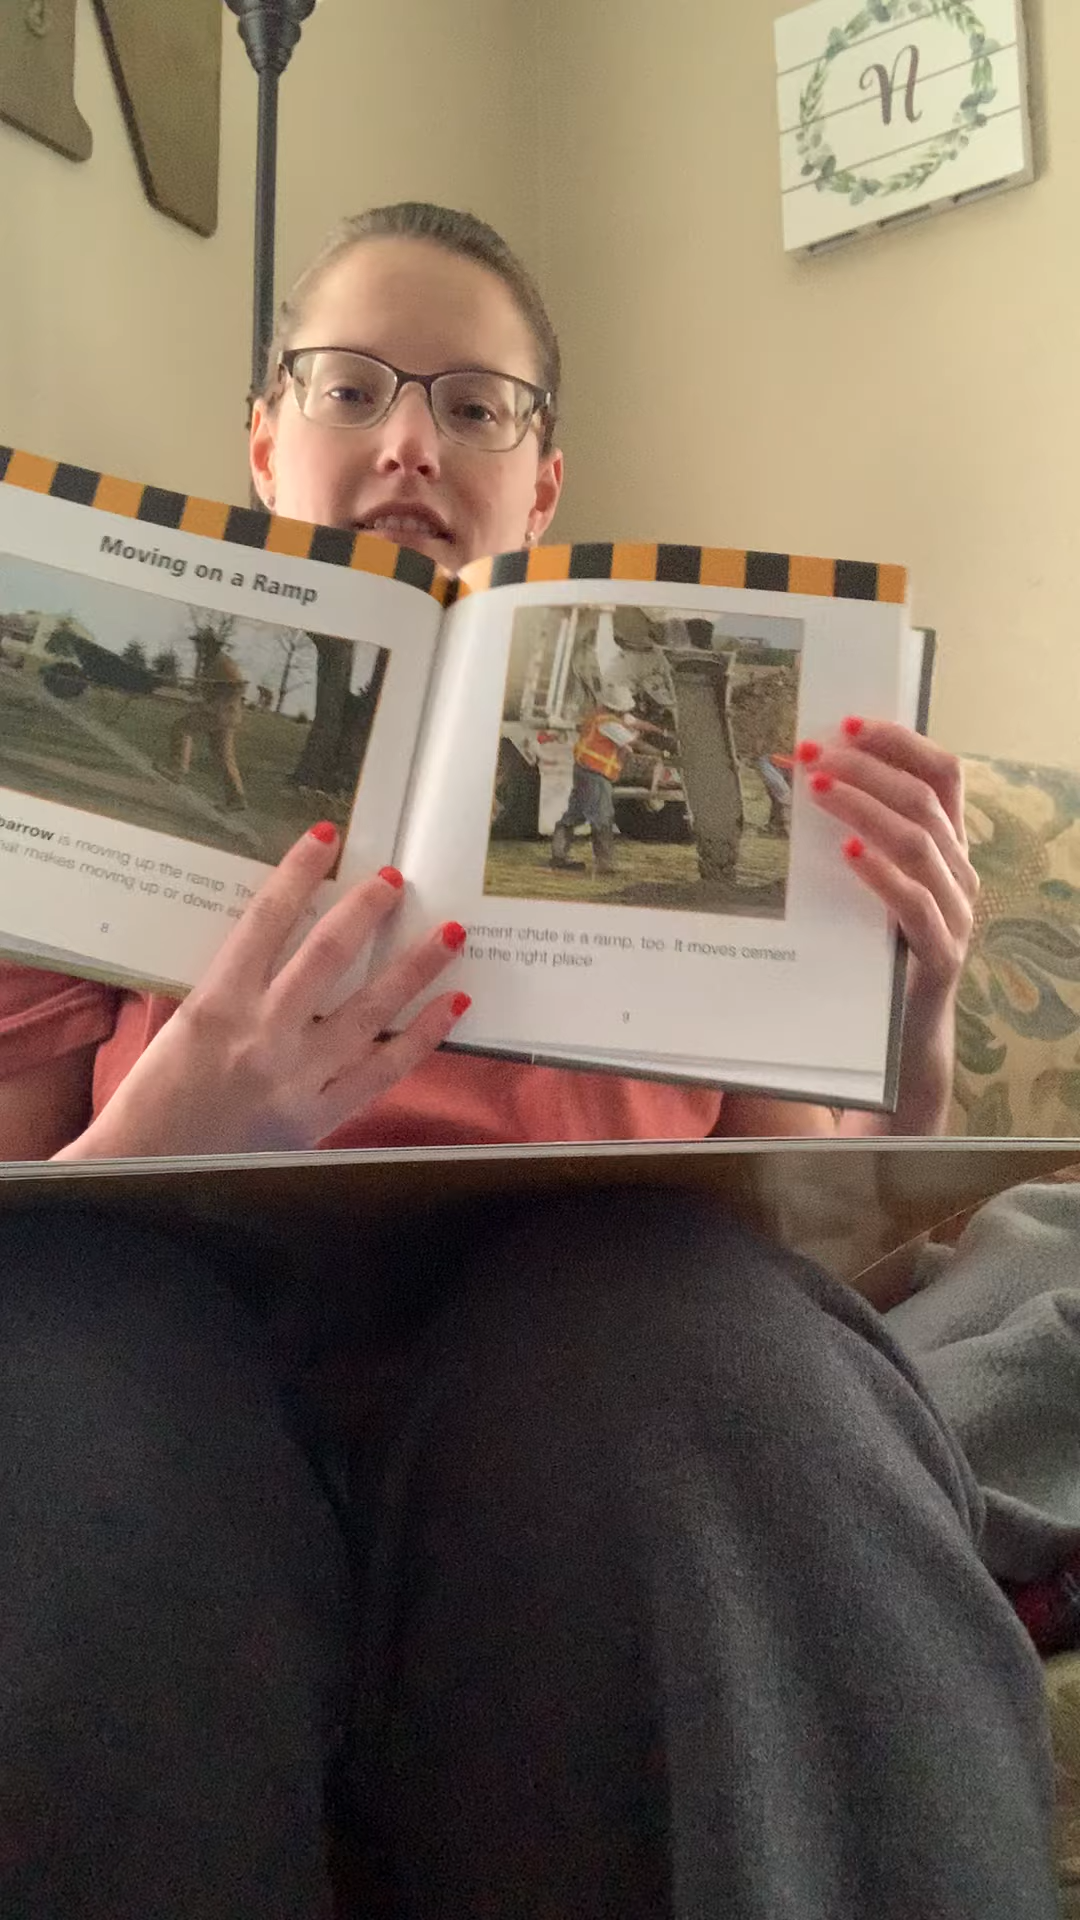 n
Moving on a Ramp
barrow is moving up the ramp. The
makes moving up or down
8
ement chute is a ramp, too. It moves cement
to the right place.
9